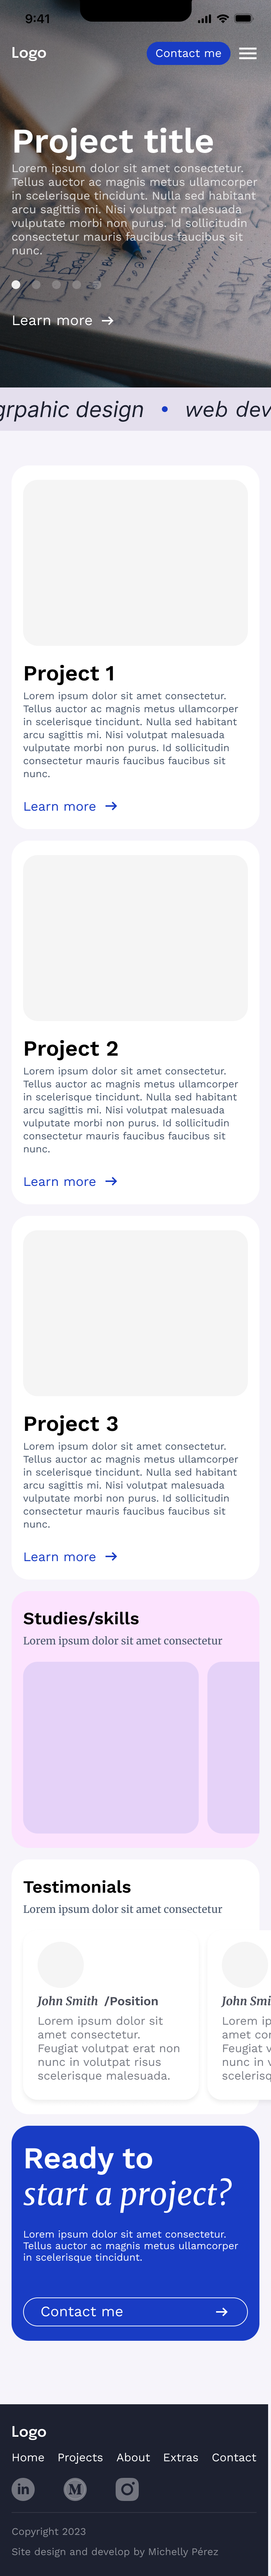 9:41
Logo
Contact me
Project title
Lorem ipsum dolor sit amet consectetur.
Tellus auctor ac magnis metus ullamcorper
in scelerisque tincidunt. Nulla sed habitant
arcu sagittis mi. Nisi volutpat malesuada
vulputate morbi non purus. Id sollicitudin
consectetur mauris faucibus faucibus sit
nunc.
Learn more
grpahic design • web dev
Project 1
Lorem ipsum dolor sit amet consectetur.
Tellus auctor ac magnis metus ullamcorper
in scelerisque tincidunt. Nulla sed habitant
arcu sagittis mi. Nisi volutpat malesuada
vulputate morbi non purus. Id sollicitudin
consectetur mauris faucibus faucibus sit
nunc.
Learn more
Project 2
Lorem ipsum dolor sit amet consectetur.
Tellus auctor ac magnis metus ullamcorper
in scelerisque tincidunt. Nulla sed habitant
arcu sagittis mi. Nisi volutpat malesuada
vulputate morbi non purus. Id sollicitudin
consectetur mauris faucibus faucibus sit
nunc.
Learn more
Project 3
Lorem ipsum dolor sit amet consectetur.
Tellus auctor ac magnis metus ullamcorper
in scelerisque tincidunt. Nulla sed habitant
arcu sagittis mi. Nisi volutpat malesuada
vulputate morbi non purus. Id sollicitudin
consectetur mauris faucibus faucibus sit
nunc.
Learn more
Studies/skills
Lorem ipsum dolor sit amet consectetur
Testimonials
Lorem ipsum dolor sit amet consectetur
John Smith /Position
Lorem ipsum dolor sit
amet consectetur.
Feugiat volutpat erat non
nunc in volutpat risus
scelerisque malesuada.
John Smi
Lorem ip
amet cor
Feugiat v
nunc in v
scelerisq
Ready to
start a project?
Lorem ipsum dolor sit amet consectetur.
Tellus auctor ac magnis metus ullamcorper
in scelerisque tincidunt.
Contact me
Logo
Home Projects About Extras Contact
in M
Copyright 2023
Site design and develop by Michelly Pérez